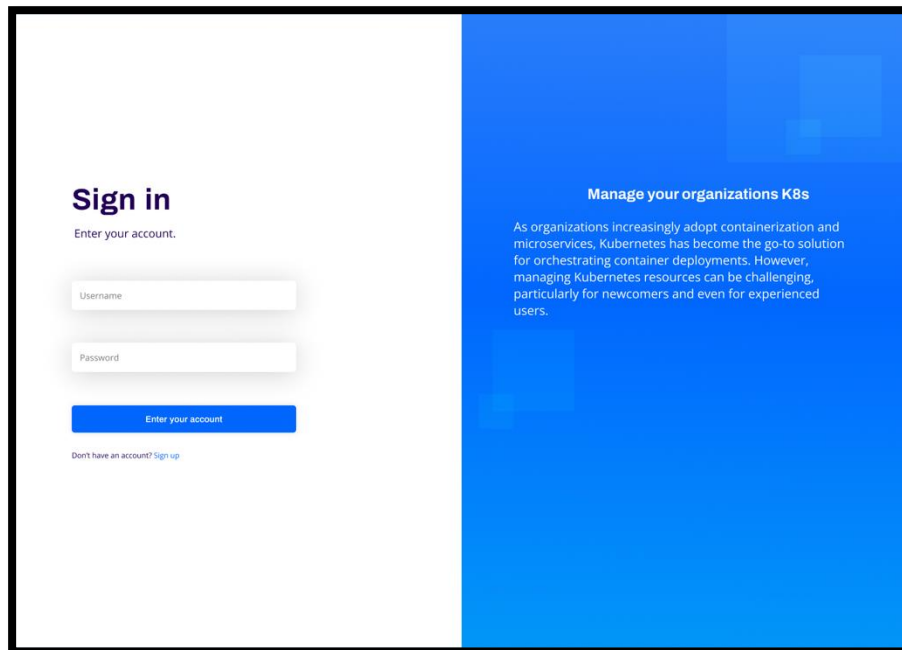 Sign in
Enter your account.
Username
Password
Enter your account
Don't have an account? Sign up
Manage your organizations K8s
As organizations increasingly adopt containerization and
microservices, Kubernetes has become the go-to solution
for orchestrating container deployments. However,
managing Kubernetes resources can be challenging,
particularly for newcomers and even for experienced
users.